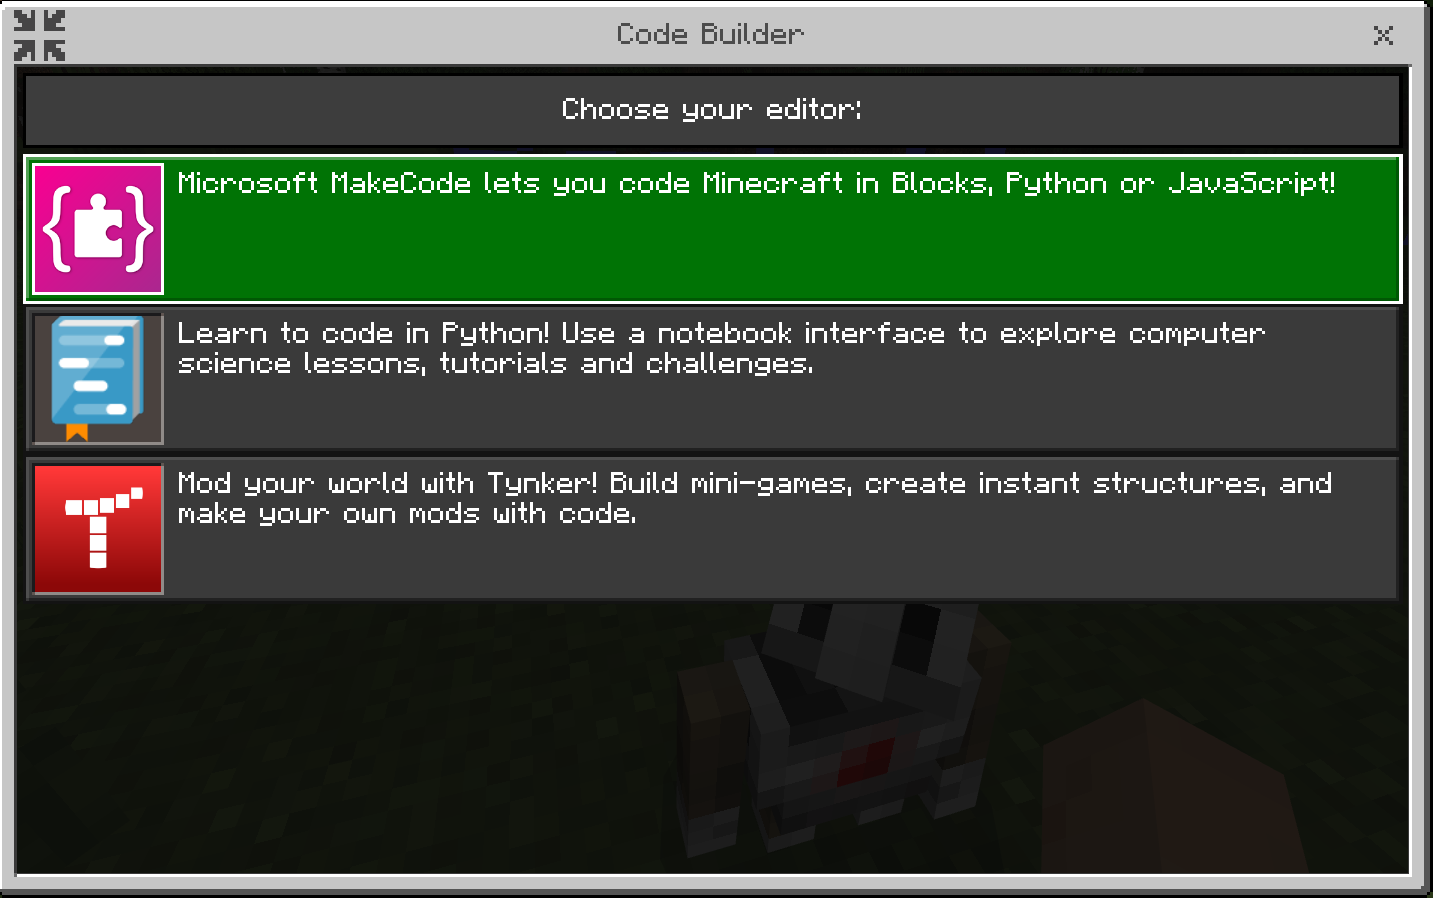 Code Builder
Choose your editor:
Microsoft MakeCode lets you code Minecraft in Blocks, Python or JavaScript!
Learn to code in Python! Use a notebook interface to explore computer
science lessons, tutorials and challenges.
Mod your world with Tynker! Build mini-games, create instant structures, and
make your own mods with code.